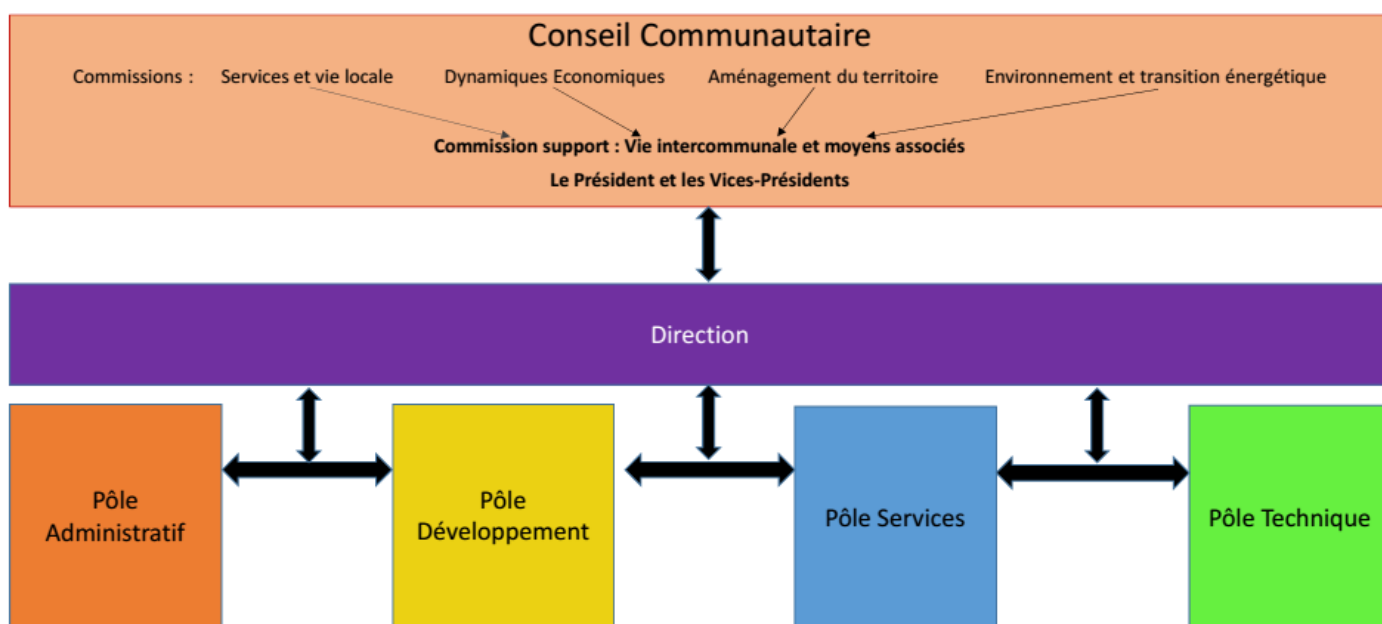 Conseil Communautaire
Commissions : Services et vie locale Dynamiques Economiques Aménagement du territoire Environnement et transition énergétique
Commission support : Vie intercommunale et moyens associés
Le Président et les Vices-Présidents
Direction
Pôle
Administratif
Pôle
Développement
Pôle Services
Pôle Technique